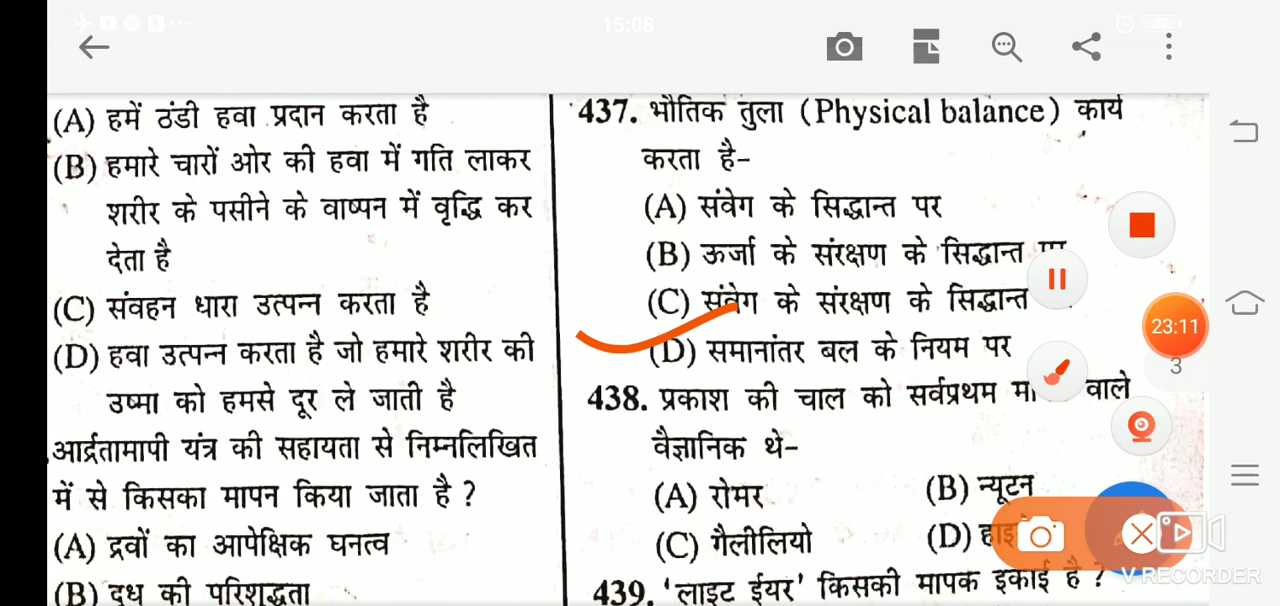 15:08
92
(A) हमें ठंडी हवा प्रदान करता है
(B) हमारे चारों ओर की हवा में गति लाकर
शरीर के पसीने के वाष्पन में वृद्धि कर
देता है
(C) संवहन धारा उत्पन्न करता है
(D) हवा उत्पन्न करता है जो हमारे शरीर की
उष्मा को हमसे दूर ले जाती है
आर्द्रतामापी यंत्र की सहायता से निम्नलिखित
में से किसका मापन किया जाता है ?
(A) द्रवों का आपेक्षिक घनत्व
(B) दूध की परिशुद्धता
437. भौतिक तुला (Physical balance) कार्य
करता है-
(A) संवेग के सिद्धान्त पर
(B) ऊर्जा के संरक्षण के सिद्धान्त
(C) संवेग के संरक्षण के सिद्धान्त
(D) समानांतर बल के नियम पर
438. प्रकाश की चाल को सर्वप्रथम वाले
वैज्ञानिक थे-
(A) रोमर (B) न्यूटन
(C) गैलीलियो (D)
439. 'लाइट ईयर' किसकी मापक इकाई है ?
23:11
3
V RECORDER